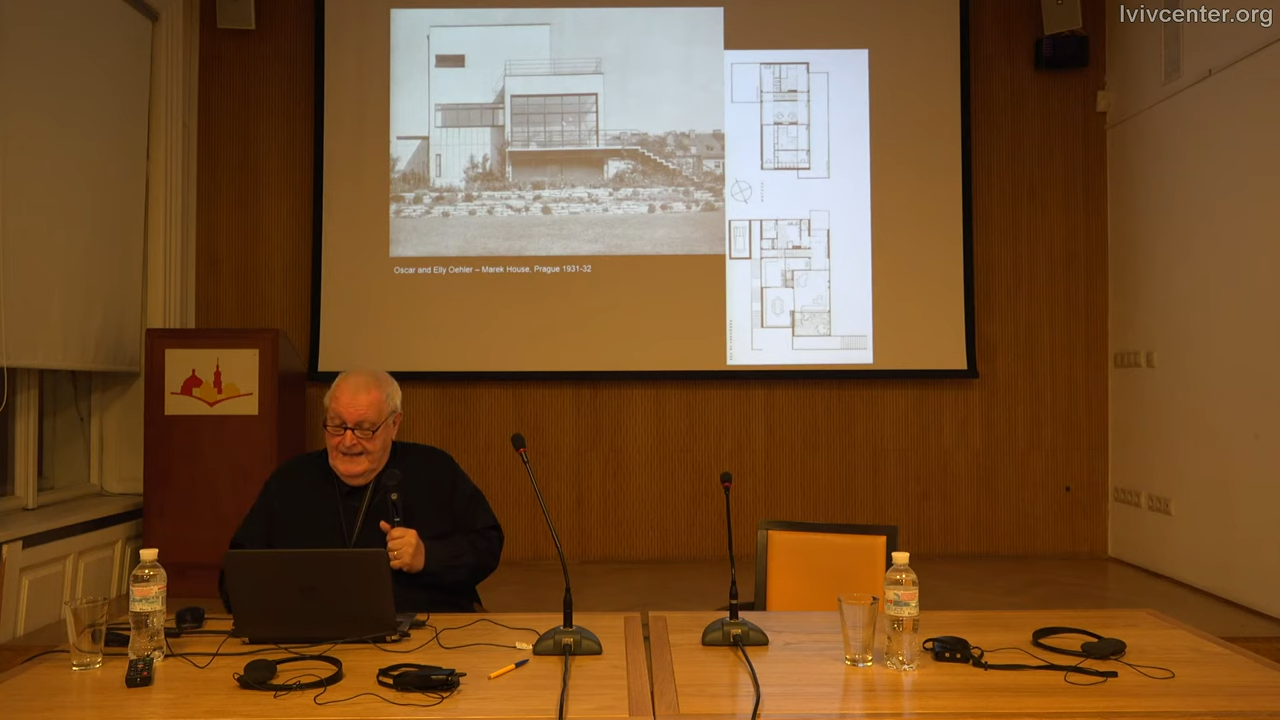 lvivcenter.org
Oscar and Elly Oehler – Marek House, Prague 1931-32